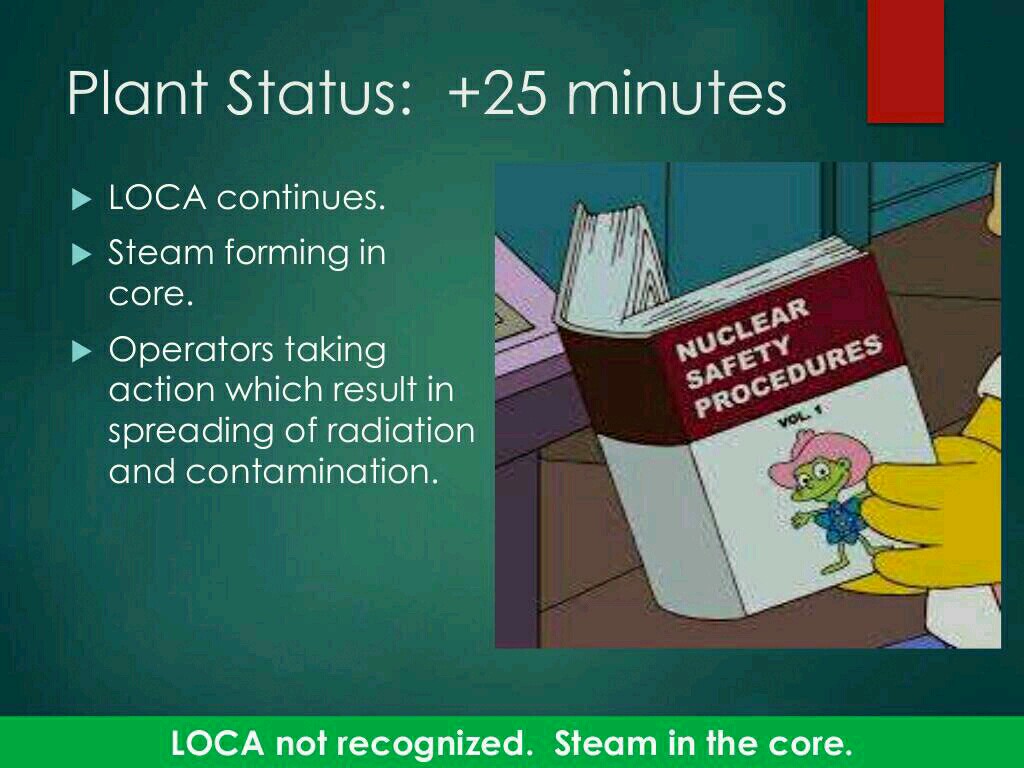 Plant Status:  +25 minutes
LOCA continues.
Steam forming in
core.
Operators taking
action which result in
spreading of radiation
and contamination.
NUCLEAR
SAFETY
PROCEDURES
VOL. 1
LOCA not recognized.  Steam in the core.